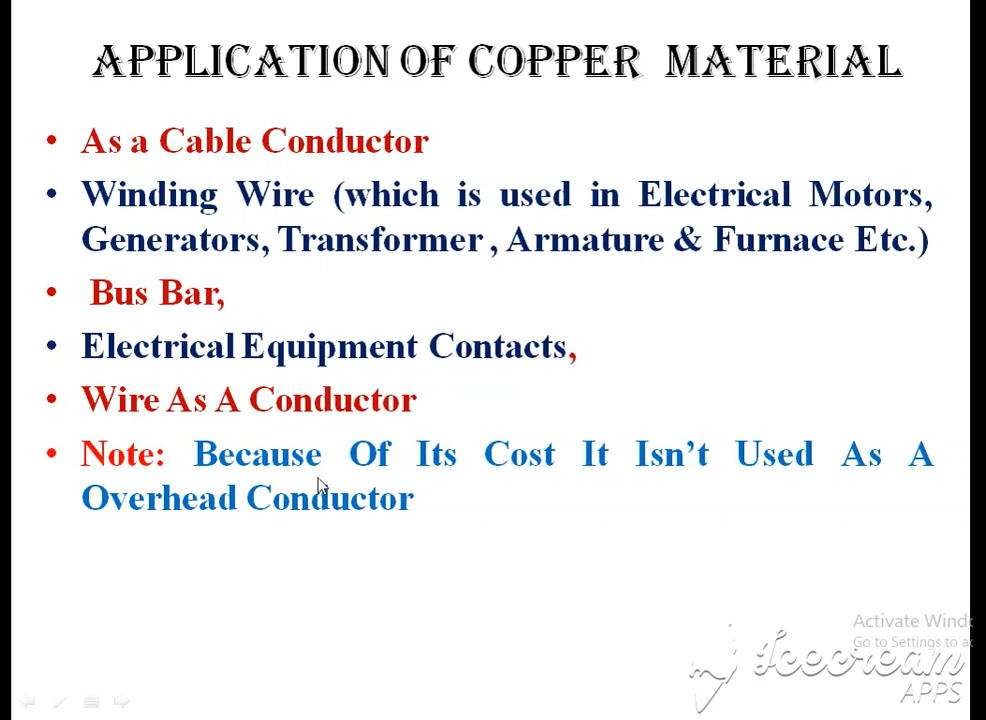 APPLICATION OF COPPER MATERIAL
• As a Cable Conductor
• Winding Wire (which is used in Electrical Motors,
Generators, Transformer , Armature & Furnace Etc.)
• Bus Bar,
• Electrical Equipment Contacts,
• Wire As A Conductor
• Note: Because Of Its Cost It Isn't Used As A
Overhead Conductor
Activate Wind
Go to Settings to a
Icecream
APPS